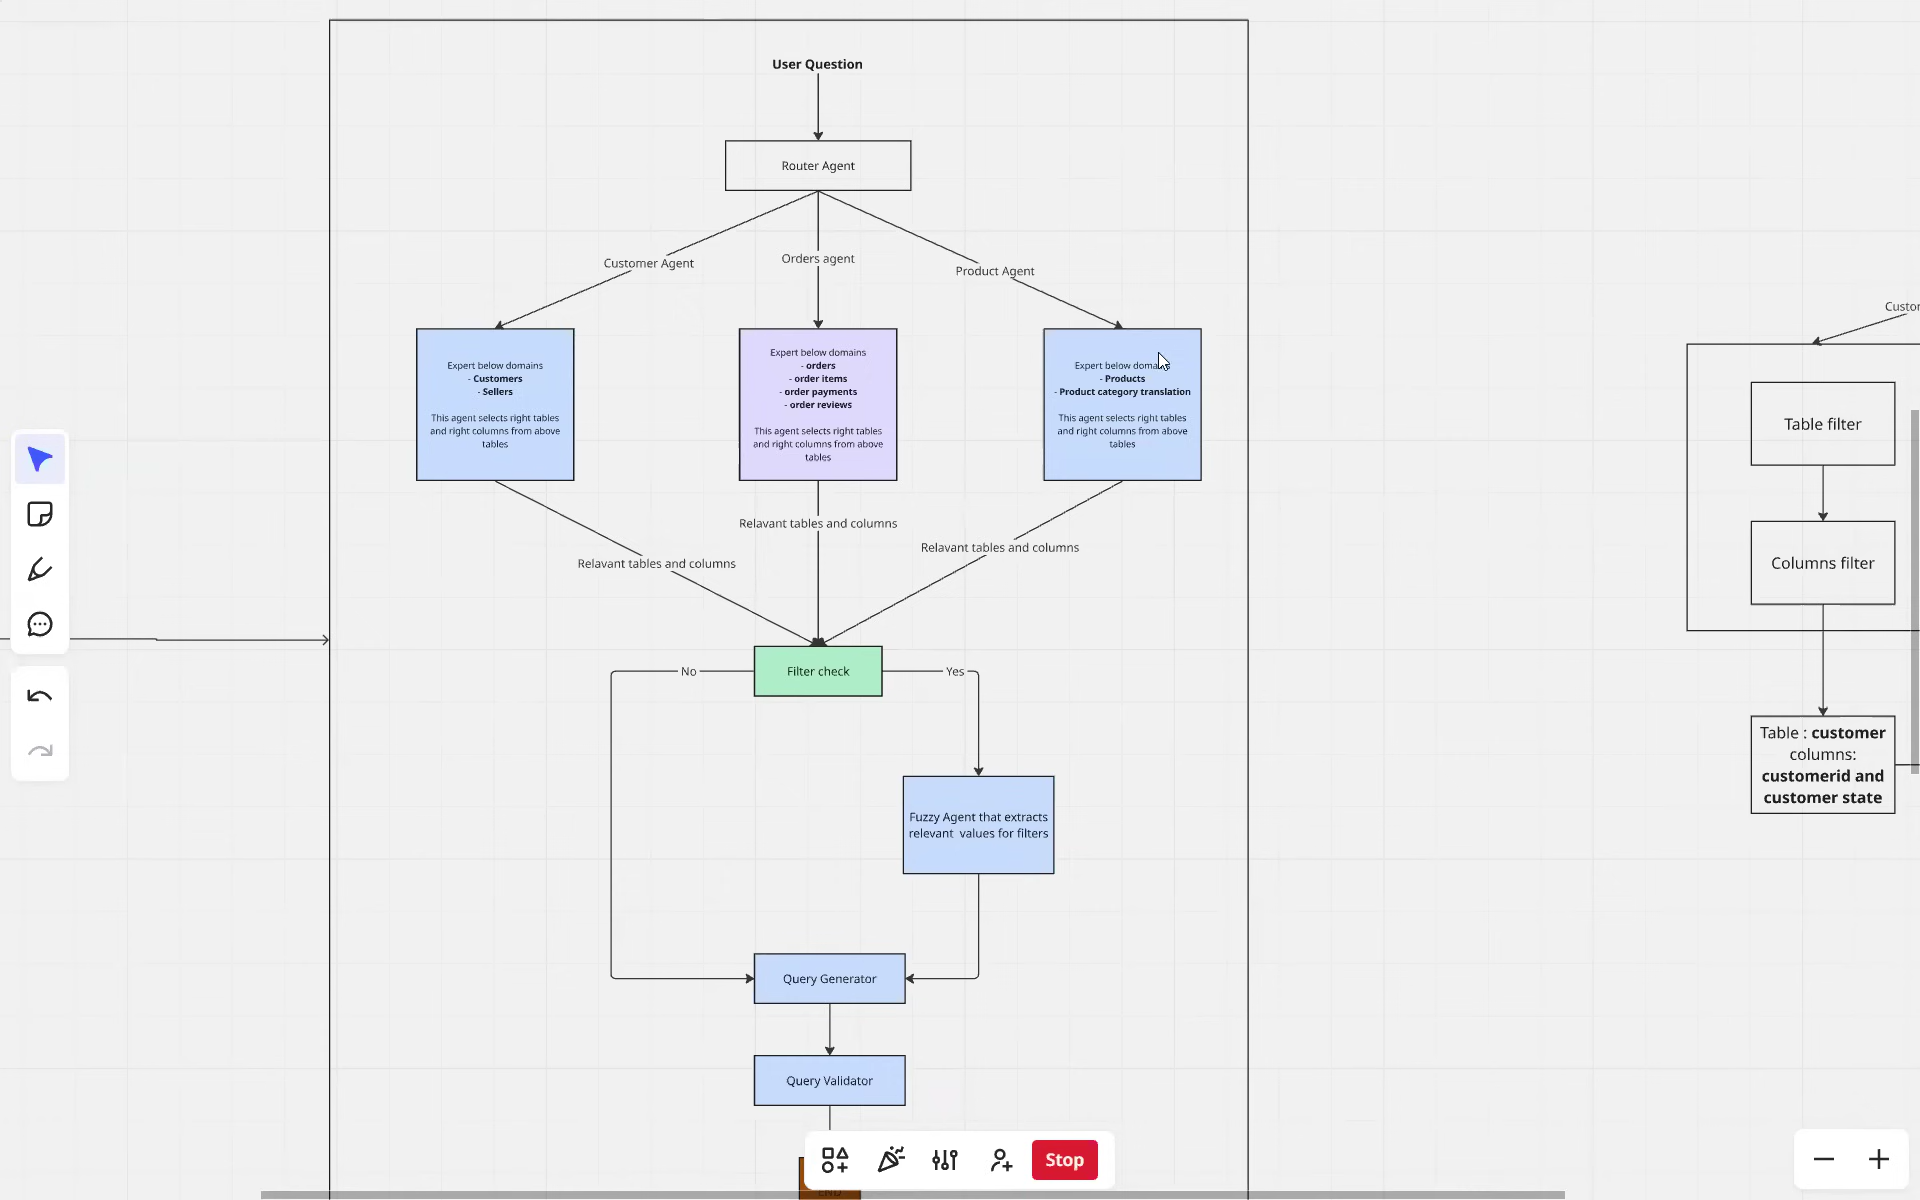 User Question
Router Agent
Customer Agent
Orders agent
Product Agent
Expert below domains
- Customers
- Sellers
This agent selects right tables
and right columns from above
tables
Expert below domains
- orders
- order items
- order payments
- order reviews
This agent selects right tables
and right columns from above
tables
Expert below domains
- Products
- Product category translation
This agent selects right tables
and right columns from above
tables
Relavant tables and columns
Relavant tables and columns
Relavant tables and columns
Filter check
No
Yes
Fuzzy Agent that extracts
relevant values for filters
Query Generator
Query Validator
END
Stop
Custor
Table filter
Columns filter
Table : customer
columns:
customerid and
customer state